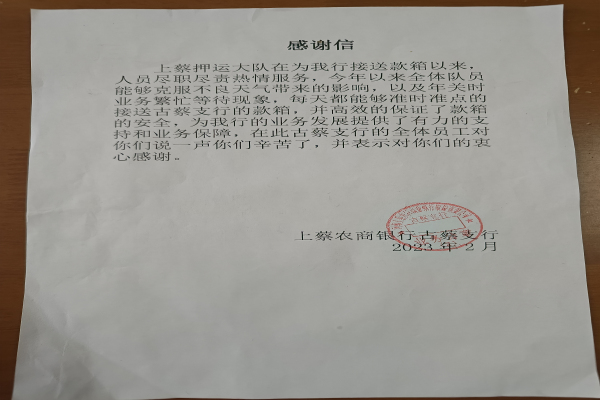 感谢信
上蔡押运大队在为我行接送款箱以来，
人员尽职尽责热情服务，今年以来全体队员
能够克服不良天气带来的影响，以及年关时
业务繁忙等待现象，每天都能够准时准点的
接送古蔡支行的款箱，并高效的保证了款箱
的安全，为我行的业务发展提供了有力的支
持和业务保障，在此古蔡支行的全体员工对
你们说一声你们辛苦了，并表示对你们的衷
心感谢。
上蔡农商银行古蔡支行
2023 年 2 月